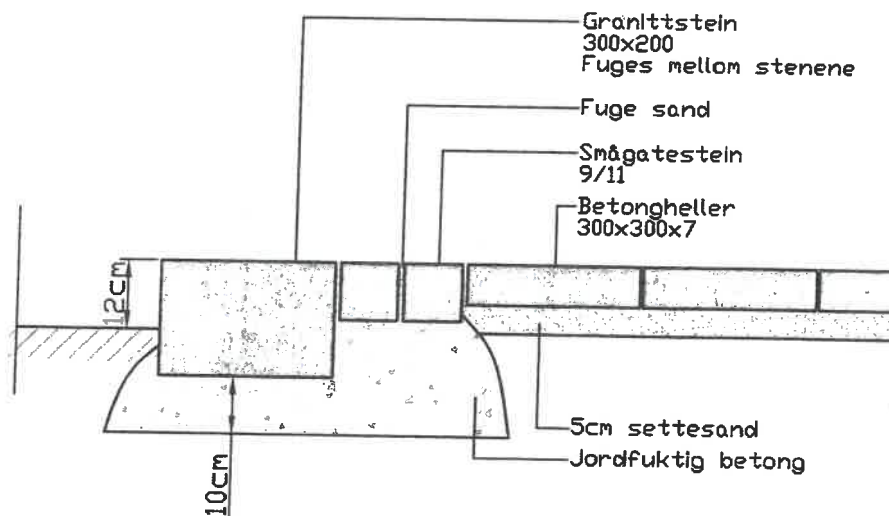 Granittstein
300x200
Fuges mellom stenene
Fuge sand
Smågatestein
9/11
Betongheller
300x300x7
12cm
10cm
5cm settesand
Jordfuktig betong